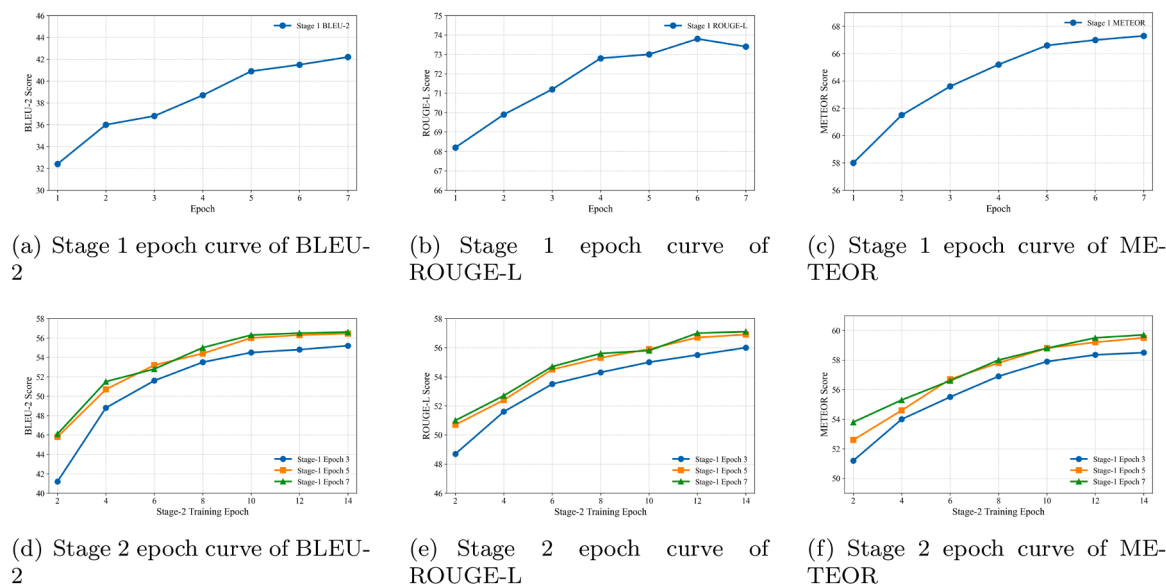 46
44
42
40
38
36
34
32
30
BLEU-2 Score
Stage 1 BLEU-2
1 2 3 4 5 6 7
Epoch
75
74
73
72
71
70
69
68
67
66
ROUGE-L Score
Stage 1 ROUGE-L
1 2 3 4 5 6 7
Epoch
68
66
64
62
60
58
56
METEOR Score
Stage 1 METEOR
1 2 3 4 5 6 7
Epoch
(a) Stage 1 epoch curve of BLEU-
2
(b) Stage 1 epoch curve of
ROUGE-L
(c) Stage 1 epoch curve of ME-
TEOR
58
56
54
52
50
48
46
44
42
40
BLEU-2 Score
Stage-1 Epoch 3
Stage-1 Epoch 5
Stage-1 Epoch 7
2 4 6 8 10 12 14
Stage-2 Training Epoch
58
56
54
52
50
48
46
ROUGE-L Score
Stage-1 Epoch 3
Stage-1 Epoch 5
Stage-1 Epoch 7
2 4 6 8 10 12 14
Stage-2 Training Epoch
60
58
56
54
52
50
METEOR Score
Stage-1 Epoch 3
Stage-1 Epoch 5
Stage-1 Epoch 7
2 4 6 8 10 12 14
Stage-2 Training Epoch
(d) Stage 2 epoch curve of BLEU-
2
(e) Stage 2 epoch curve of
ROUGE-L
(f) Stage 2 epoch curve of ME-
TEOR